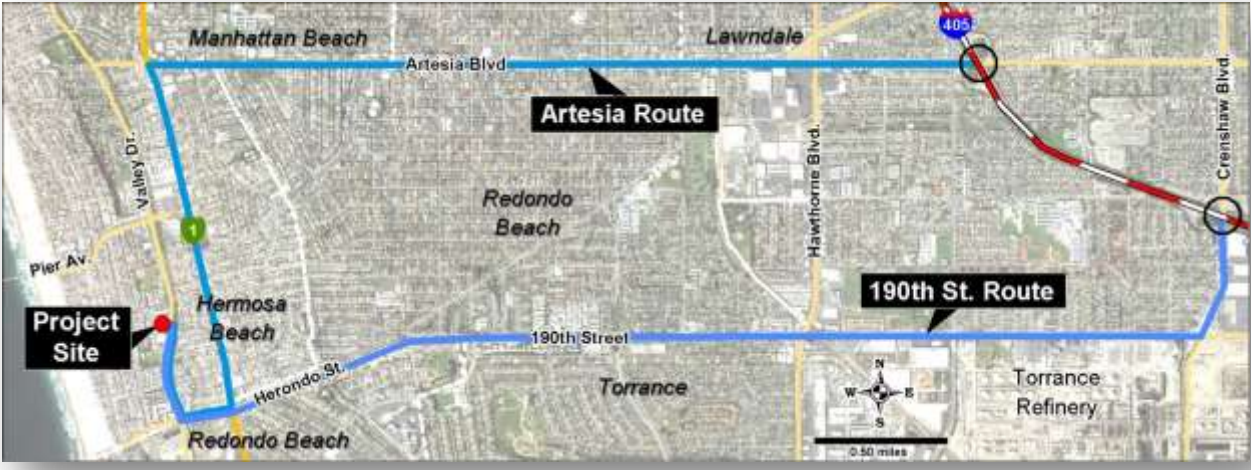 405
Manhattan Beach
Lawndale
Artesia Blvd
Artesia Route
Crenshaw Blvd.
Valley Dr.
Hawthorne Blvd.
Redondo
Beach
1
Pier Av.
190th St. Route
Hermosa
Beach
Project
Site
190th Street
Herondo St.
N
W
E
S
Torrance
Torrance
Refinery
Redondo Beach
0.50 miles